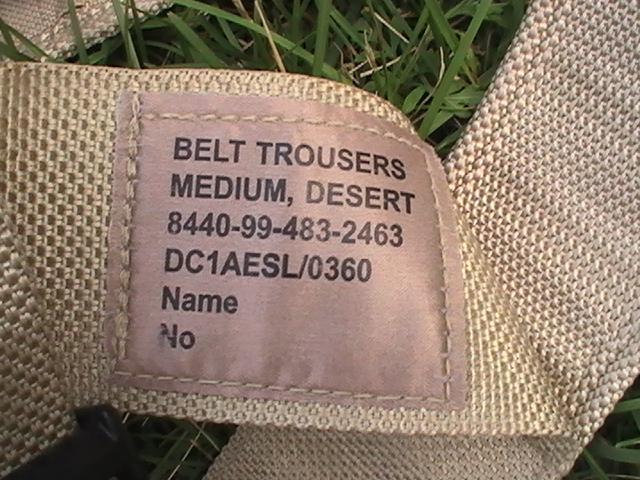 BELT TROUSERS
MEDIUM, DESERT
8440-99-483-2463
DC1AESL/0360
Name
No